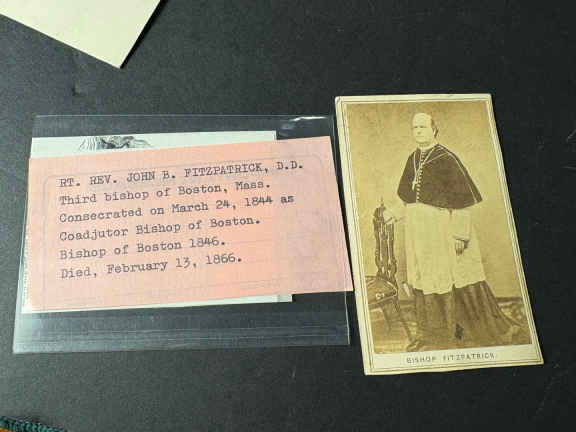 RT. REV. JOHN B. FITZPATRICK, D.D.
Third bishop of Boston, Mass.
Consecrated on March 24, 1844 as
Coadjutor Bishop of Boston.
Bishop of Boston 1846.
Died, February 13, 1866.
BISHOP FITZPATRICK.